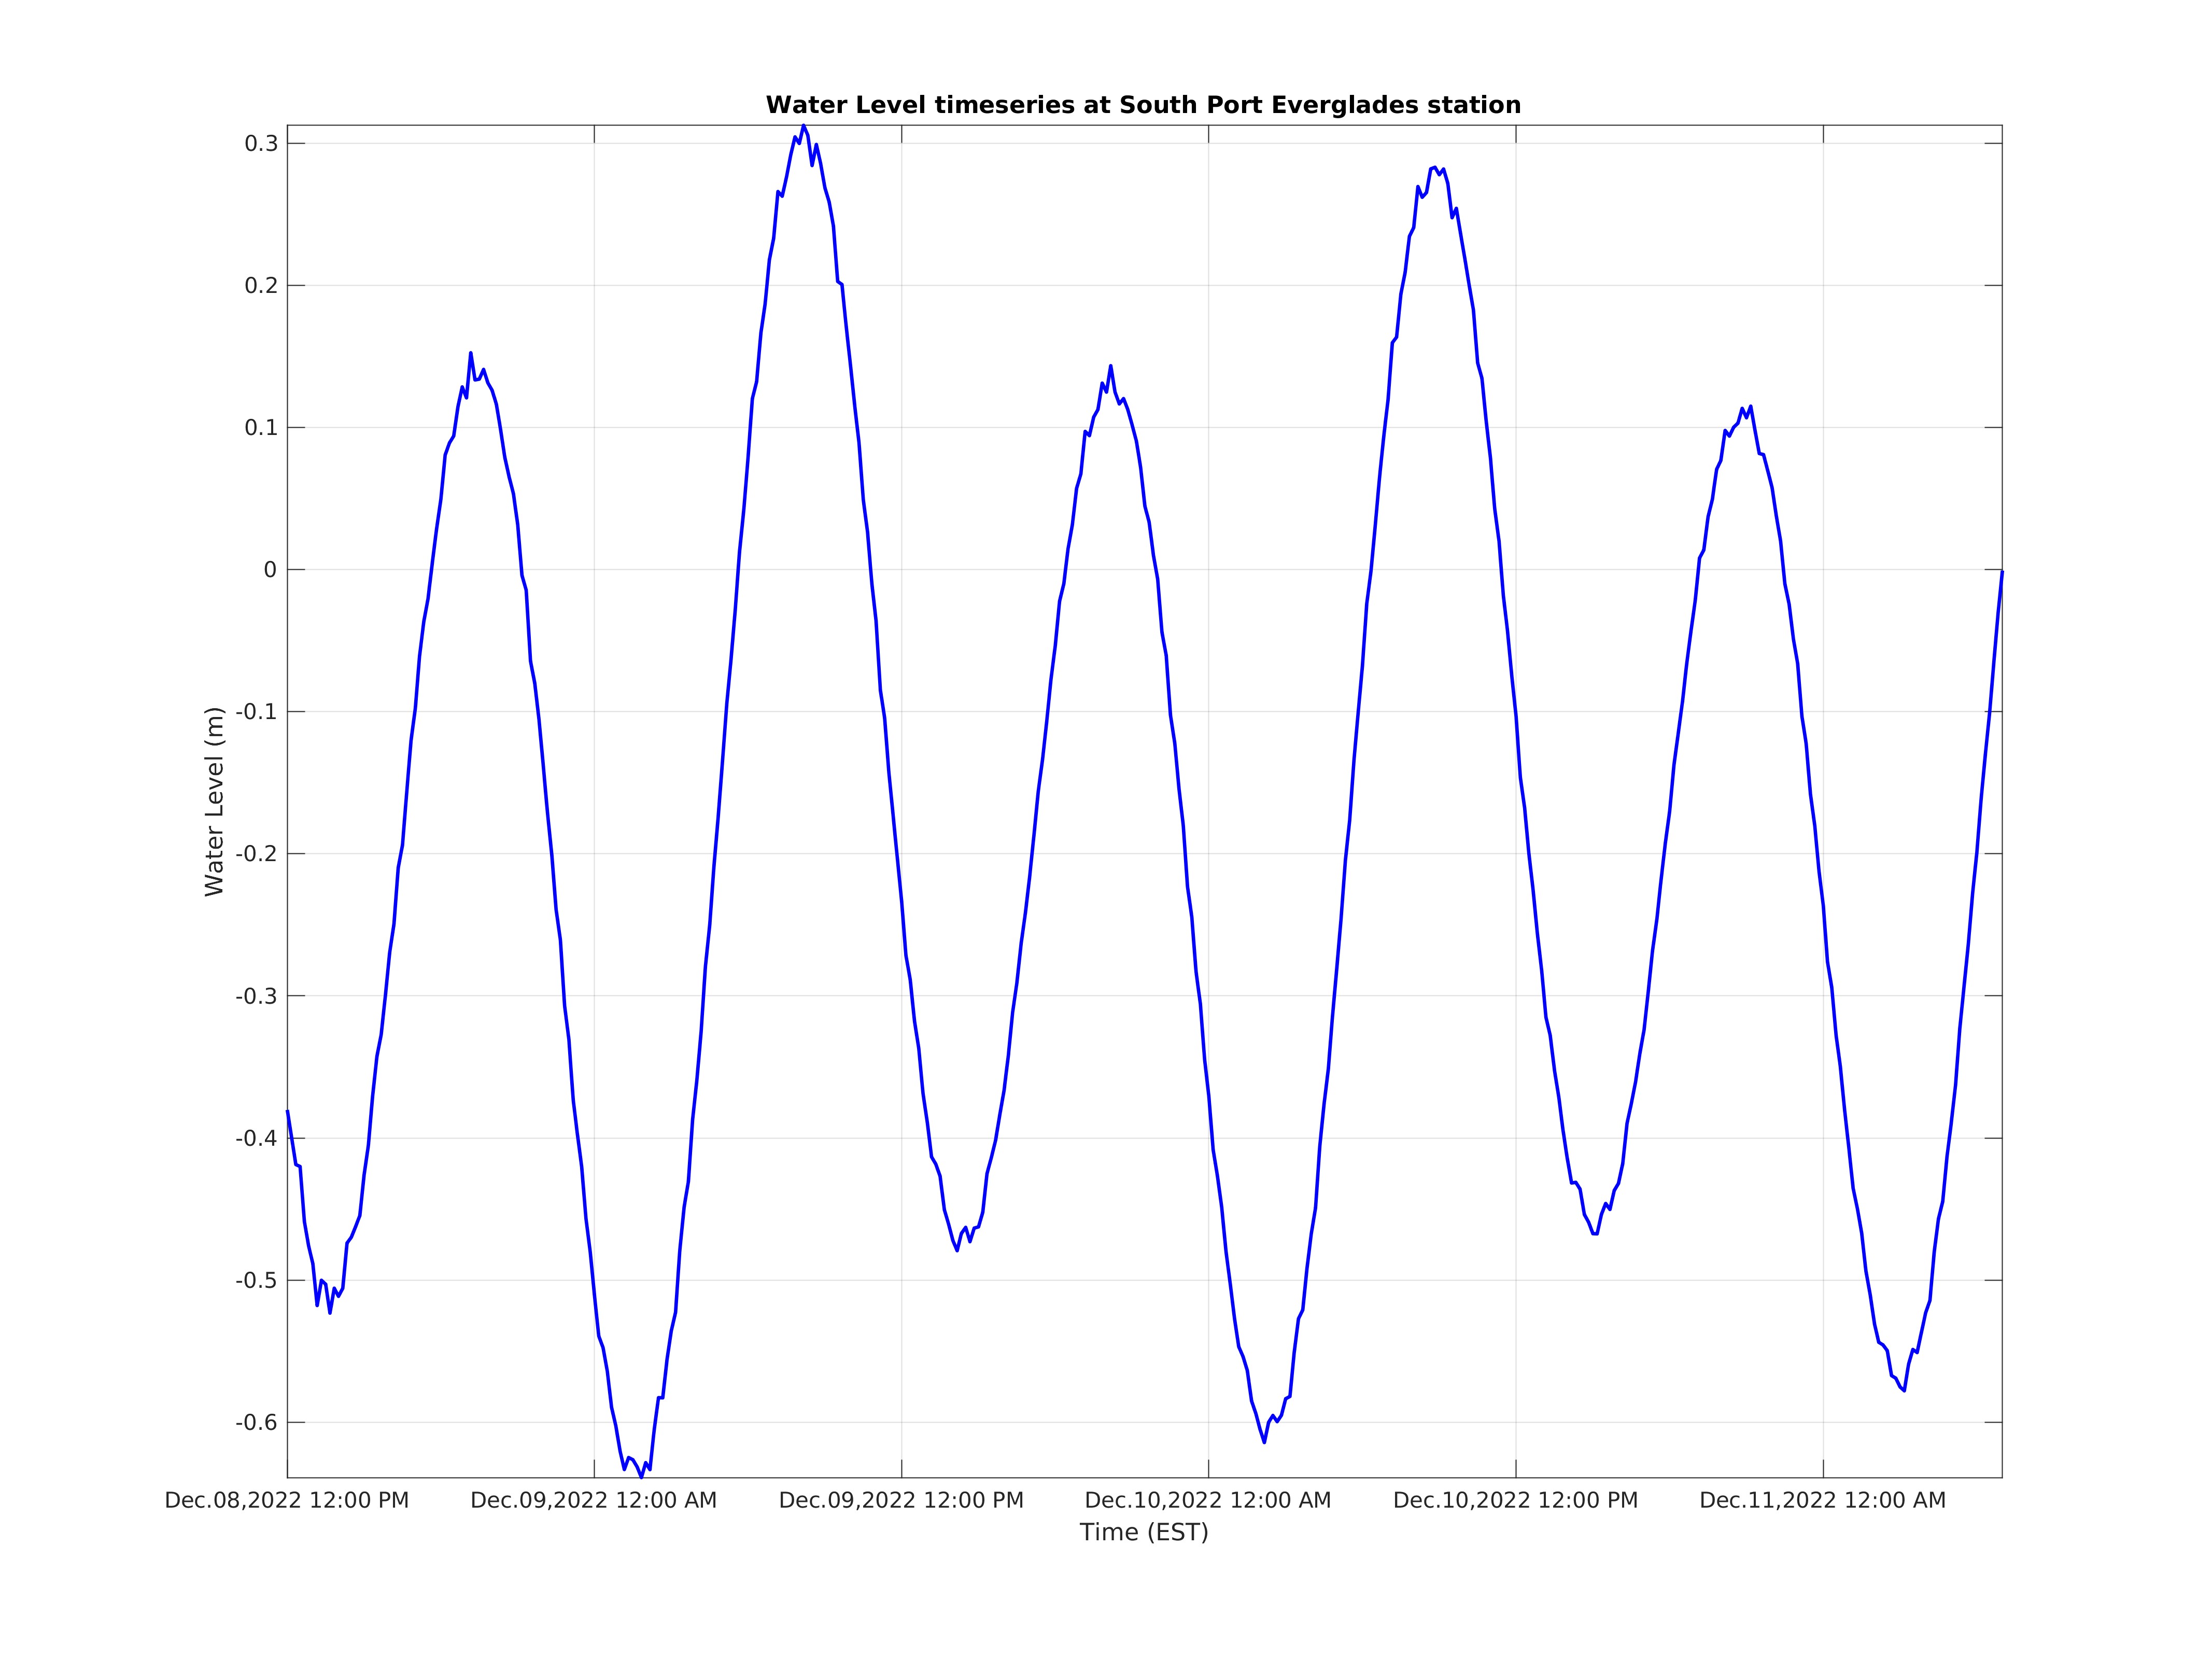 Water Level timeseries at South Port Everglades station
0.3
0.2
0.1
0
-0.1
-0.2
-0.3
-0.4
-0.5
-0.6
Water Level (m)
Dec.08,2022 12:00 PM Dec.09,2022 12:00 AM Dec.09,2022 12:00 PM Dec.10,2022 12:00 AM Dec.10,2022 12:00 PM Dec.11,2022 12:00 AM
Time (EST)